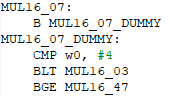 MUL16_07:
B MUL16_07_DUMMY
MUL16_07_DUMMY:
CMP w0, #4
BLT MUL16_03
BGE MUL16_47